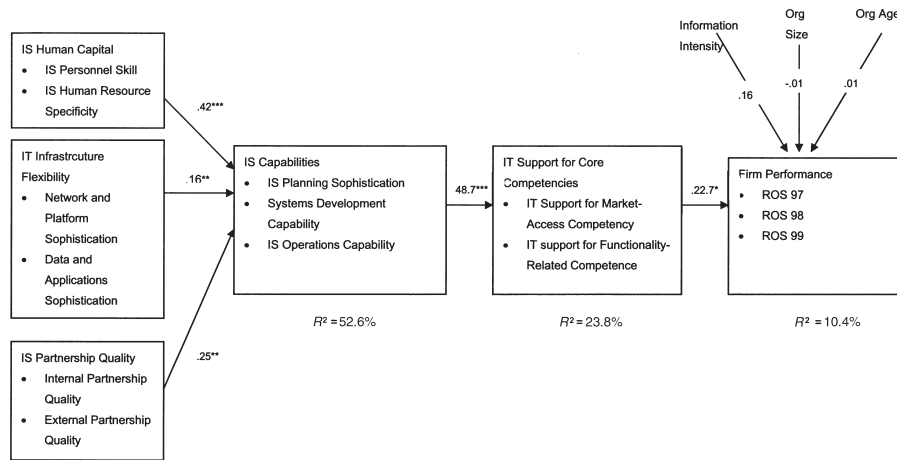 IS Human Capital
• IS Personnel Skill
• IS Human Resource
Specificity
IT Infrastrcuture
Flexibility
• Network and
Platform
Sophistication
• Data and
Applications
Sophistication
IS Partnership Quality
• Internal Partnership
Quality
• External Partnership
Quality
.42***
.16**
.25**
IS Capabilities
• IS Planning Sophistication
• Systems Development
Capability
• IS Operations Capability
R² = 52.6%
48.7***
IT Support for Core
Competencies
• IT Support for Market-
Access Competency
• IT support for Functionality-
Related Competence
R² = 23.8%
.22.7*
Information
Intensity
Org
Size
Org Age
.16
-.01
.01
Firm Performance
• ROS 97
• ROS 98
• ROS 99
R² = 10.4%